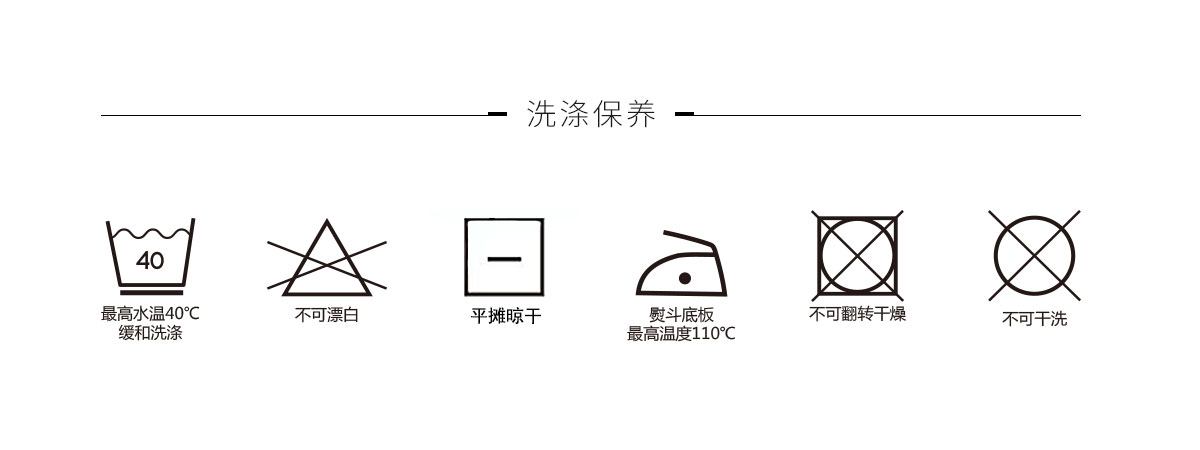 洗涤保养
40
最高水温40℃
缓和洗涤
不可漂白
平摊晾干
熨斗底板
最高温度110℃
不可翻转干燥
不可干洗